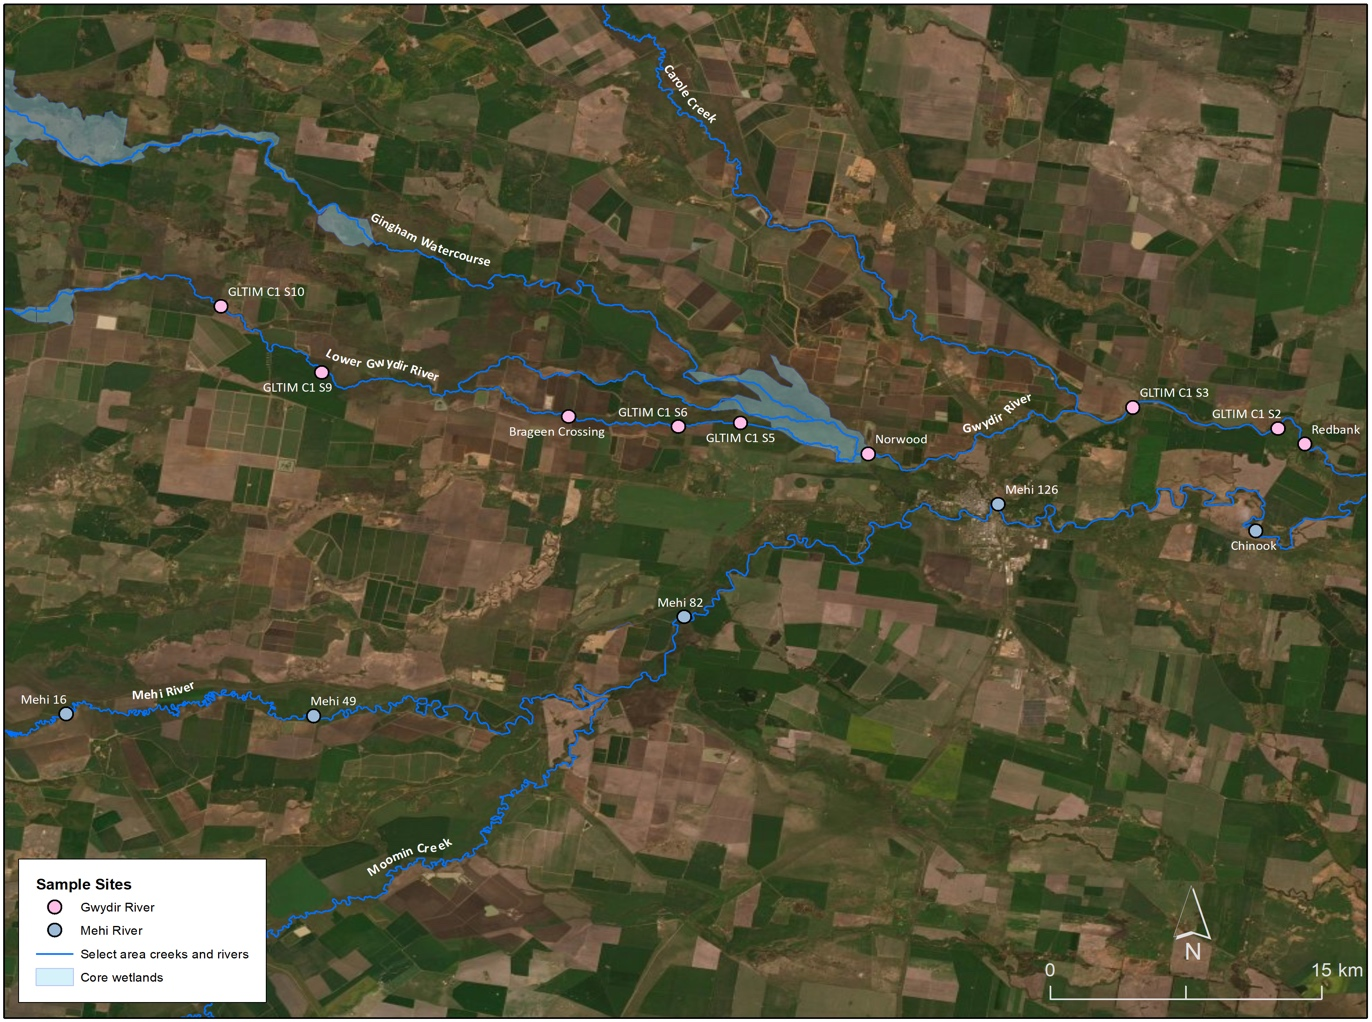 Carole Creek
Gingham Watercourse
GLTIM C1 S10
Lower Gwydir River
GLTIM C1 S9
Brageen Crossing
GLTIM C1 S6
GLTIM C1 S5
Norwood
Gwydir River
GLTIM C1 S3
GLTIM C1 S2
Redbank
Mehi 126
Chinook
Mehi 82
Mehi 16
Mehi River
Mehi 49
Moomin Creek
Sample Sites
Gwydir River
Mehi River
Select area creeks and rivers
Core wetlands
N
0 15 km